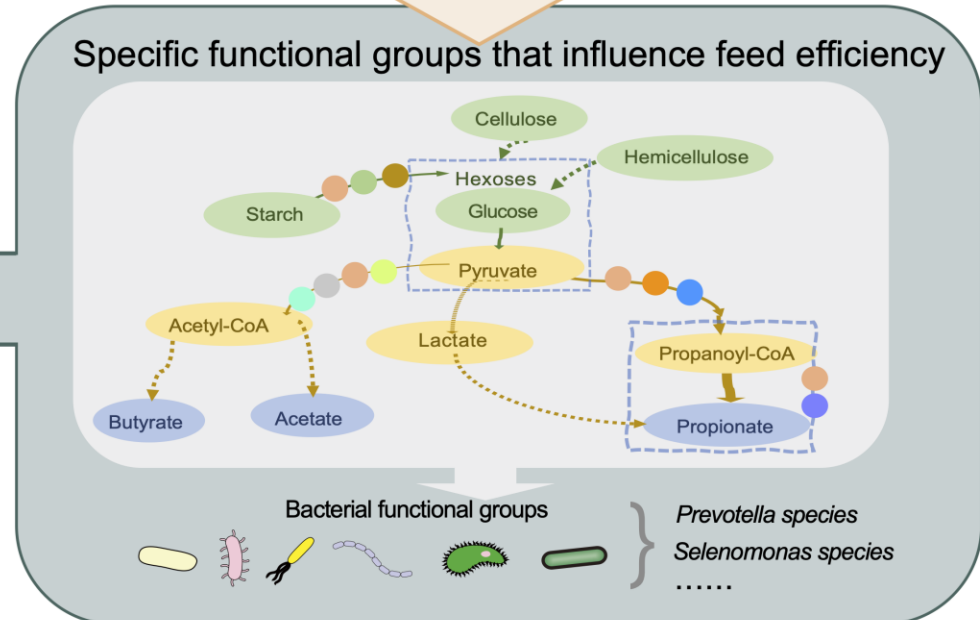 Specific functional groups that influence feed efficiency
Cellulose
Hemicellulose
Hexoses
Starch
Glucose
Pyruvate
Acetyl-CoA
Lactate
Propanoyl-CoA
Butyrate
Acetate
Propionate
Bacterial functional groups
Prevotella species
Selenomonas species
......